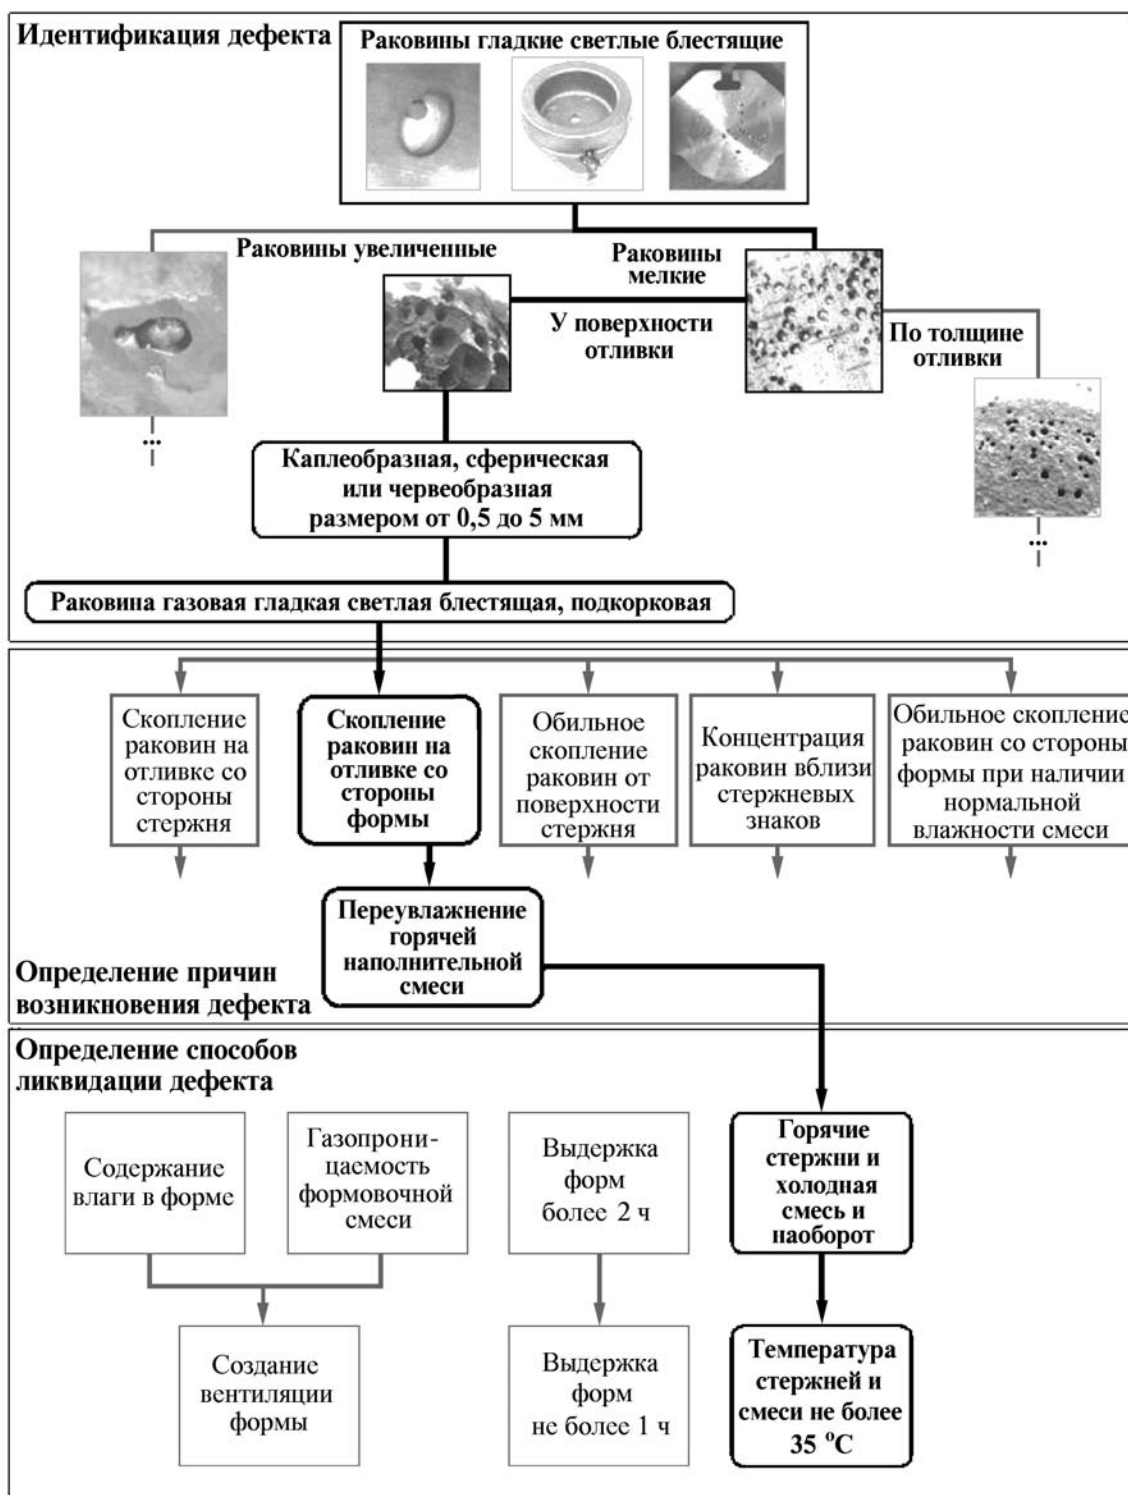 Идентификация дефекта
Раковины гладкие светлые блестящие
Раковины увеличенные
Раковины
мелкие
У поверхности
отливки
По толщине
отливки
...
...
Каплеобразная, сферическая
или червеобразная
размером от 0,5 до 5 мм
Раковина газовая гладкая светлая блестящая, подкорковая
Скопление
раковин на
отливке со
стороны
стержня
Скопление
раковин на
отливке со
стороны
формы
Обильное
скопление
раковин от
поверхности
стержня
Концентрация
раковин вблизи
стержневых
знаков
Обильное скопление
раковин со стороны
формы при наличии
нормальной
влажности смеси
Переувлажнение
горячей
наполнительной
смеси
Определение причин
возникновения дефекта
Определение способов
ликвидации дефекта
Содержание
влаги в форме
Газопрони-
цаемость
формовочной
смеси
Выдержка
форм
более 2 ч
Горячие
стержни и
холодная
смесь и
наоборот
Создание
вентиляции
формы
Выдержка
форм
не более 1 ч
Температура
стержней и
смеси не более
35 °С